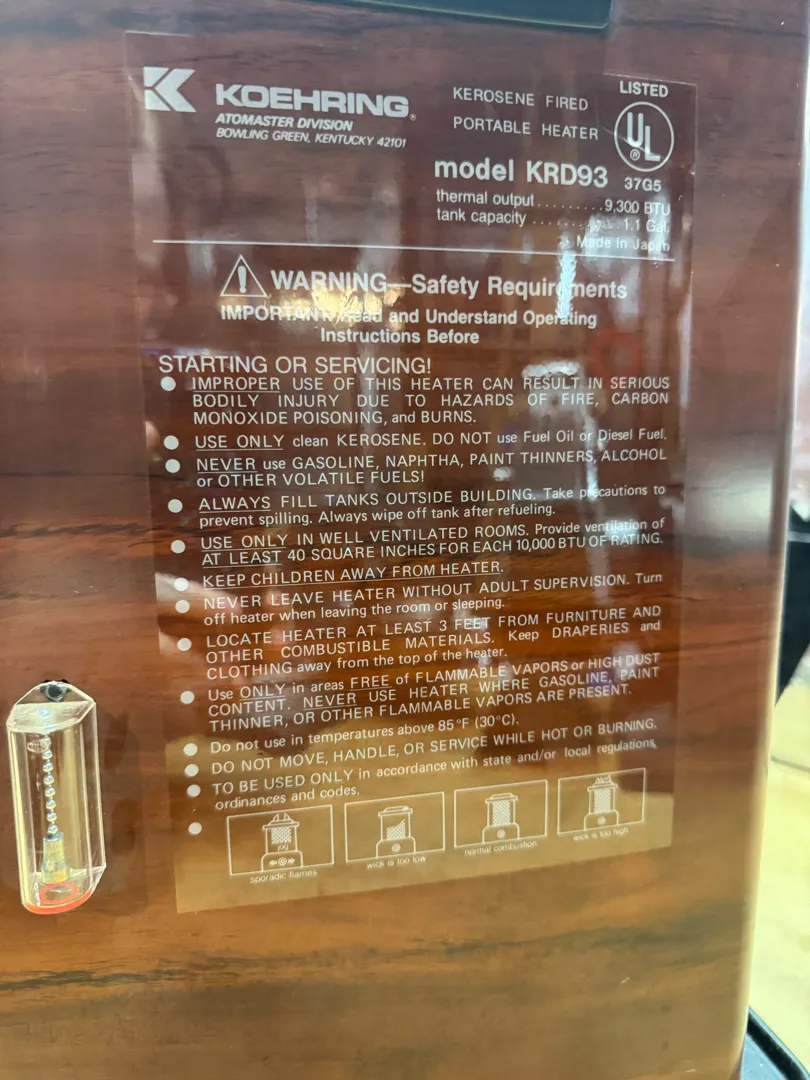 K KOEHRING®
ATOMASTER DIVISION
BOWLING GREEN, KENTUCKY 42101
KEROSENE FIRED
PORTABLE HEATER
LISTED
UL®
37G5
model KRD93
thermal output.........9,300 BTU
tank capacity.........1.1 Gal.
Made In Japan
WARNING—Safety Requirements
IMPORTANT: Read and Understand Operating
Instructions Before
STARTING OR SERVICING!
● IMPROPER USE OF THIS HEATER CAN RESULT IN SERIOUS
BODILY INJURY DUE TO HAZARDS OF FIRE, CARBON
MONOXIDE POISONING, and BURNS.
● USE ONLY clean KEROSENE. DO NOT use Fuel Oil or Diesel Fuel.
● NEVER use GASOLINE, NAPHTHA, PAINT THINNERS, ALCOHOL
or OTHER VOLATILE FUELS!
● ALWAYS FILL TANKS OUTSIDE BUILDING. Take precautions to
prevent spilling. Always wipe off tank after refueling.
● USE ONLY IN WELL VENTILATED ROOMS. Provide ventilation of
AT LEAST 40 SQUARE INCHES FOR EACH 10,000 BTU OF RATING.
● KEEP CHILDREN AWAY FROM HEATER.
● NEVER LEAVE HEATER WITHOUT ADULT SUPERVISION. Turn
off heater when leaving the room or sleeping.
● LOCATE HEATER AT LEAST 3 FEET FROM FURNITURE AND
OTHER COMBUSTIBLE MATERIALS. Keep DRAPERIES and
CLOTHING away from the top of the heater.
● Use ONLY in areas FREE of FLAMMABLE VAPORS or HIGH DUST
CONTENT. NEVER USE HEATER WHERE GASOLINE, PAINT
THINNER, OR OTHER FLAMMABLE VAPORS ARE PRESENT.
● Do not use in temperatures above 85°F (30°C).
● DO NOT MOVE, HANDLE, OR SERVICE WHILE HOT OR BURNING.
● TO BE USED ONLY in accordance with state and/or local regulations,
ordinances and codes.
●
sporadic flames
wick is too low
normal combustion
wick is too high